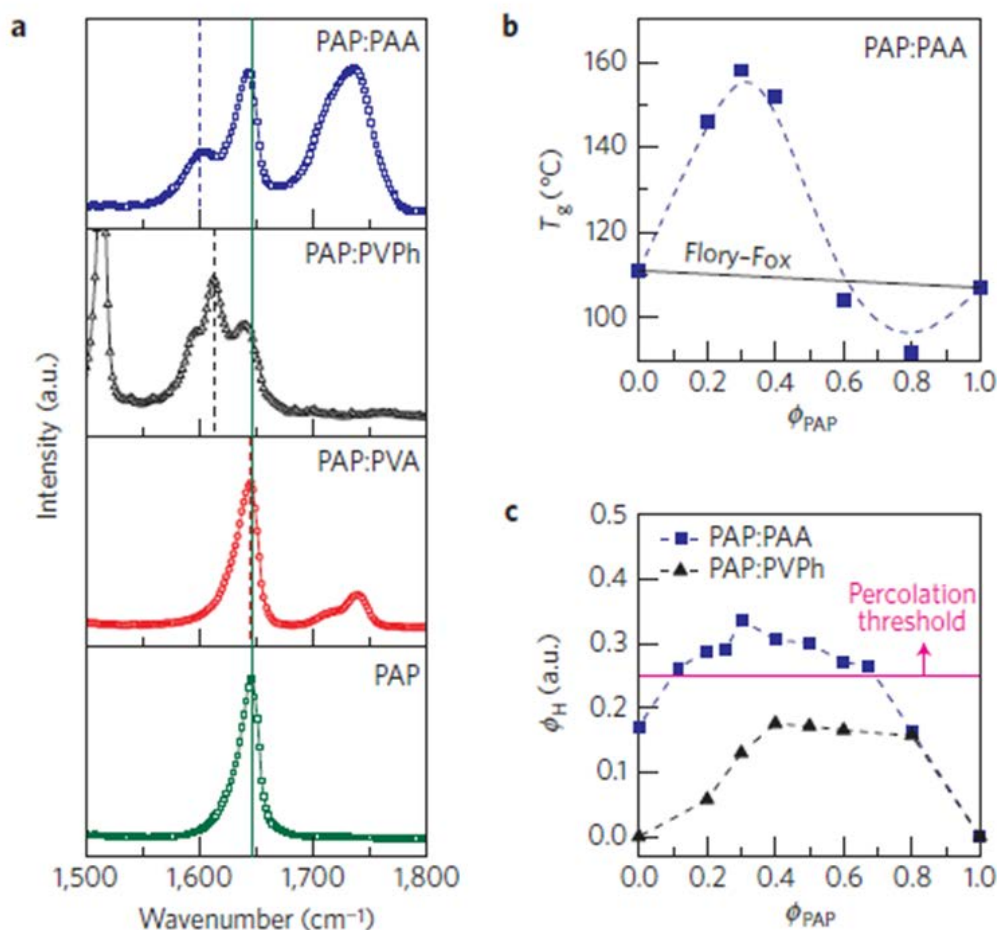 a
PAP:PAA
PAP:PVPh
PAP:PVA
PAP
Intensity (a.u.)
1,500 1,600 1,700 1,800
Wavenumber (cm⁻¹)
b
PAP:PAA
160
140
120
100
Tg (°C)
Flory–Fox
0.0 0.2 0.4 0.6 0.8 1.0
ϕPAP
c
0.5
0.4
0.3
0.2
0.1
0.0
ϕH (a.u.)
PAP:PAA
PAP:PVPh
Percolation
threshold
0.0 0.2 0.4 0.6 0.8 1.0
ϕPAP